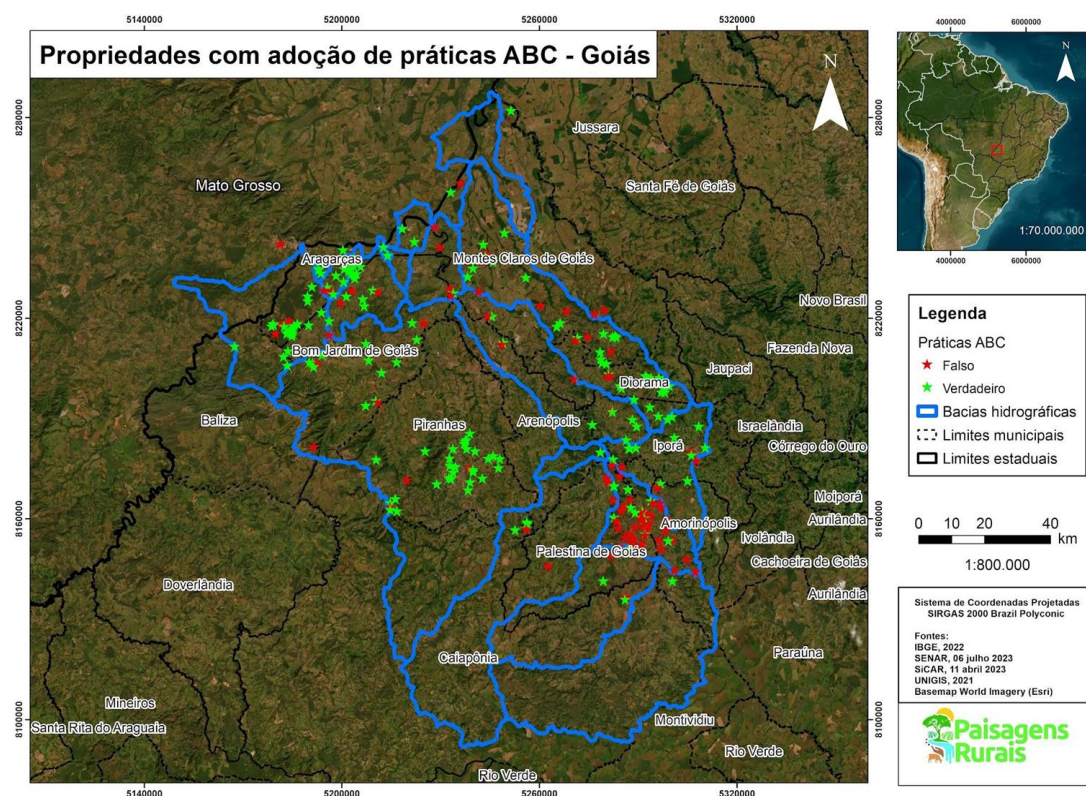 Propriedades com adoção de práticas ABC - Goiás
5140000
5200000
5260000
5320000
8280000
8220000
8160000
8100000
N
Jussara
Mato Grosso
Santa Fé de Goiás
Aragarças
Montes Claros de Goiás
Novo Brasil
Bom Jardim de Goiás
Fazenda Nova
Jaupaci
Diorama
Baliza
Piranhas
Arenópolis
Israelândia
Iporá
Córrego do Ouro
Moiporá
Amorinópolis
Aurilândia
Ivolândia
Palestina de Goiás
Cachoeira de Goiás
Doverlândia
Aurilândia
Caiapônia
Paraúna
Mineiros
Santa Rita do Araguaia
Montividiu
Rio Verde
Rio Verde
8280000
8220000
8160000
8100000
5140000
5200000
5260000
5320000
4000000
6000000
N
1:70.000.000
4000000
6000000
Legenda
Práticas ABC
Falso
Verdadeiro
Bacias hidrográficas
Limites municipais
Limites estaduais
0 10 20 40
km
1:800.000
Sistema de Coordenadas Projetadas
SIRGAS 2000 Brazil Polyconic
Fontes:
IBGE, 2022
SENAR, 06 julho 2023
SiCAR, 11 abril 2023
UNIGIS, 2021
Basemap World Imagery (Esri)
Paisagens
Rurais